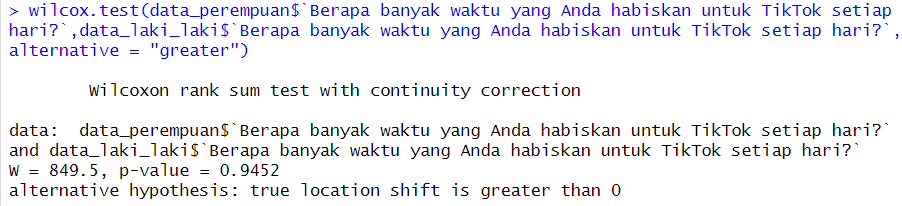 > wilcox.test(data_perempuan$`Berapa banyak waktu yang Anda habiskan untuk TikTok setiap
hari?`,data_laki_laki$`Berapa banyak waktu yang Anda habiskan untuk TikTok setiap hari?`,
alternative = "greater")
Wilcoxon rank sum test with continuity correction
data:  data_perempuan$`Berapa banyak waktu yang Anda habiskan untuk TikTok setiap hari?`
and data_laki_laki$`Berapa banyak waktu yang Anda habiskan untuk TikTok setiap hari?`
W = 849.5, p-value = 0.9452
alternative hypothesis: true location shift is greater than 0